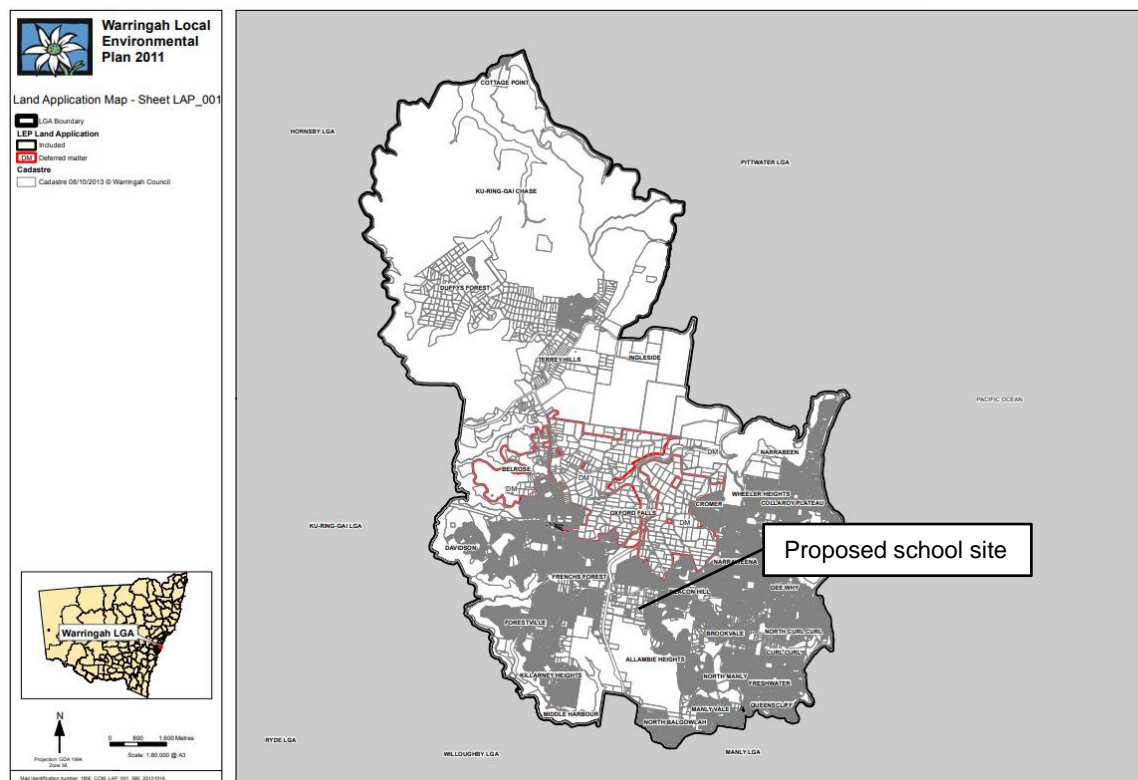 Warringah Local
Environmental
Plan 2011
Land Application Map - Sheet LAP_001
LGA Boundary
LEP Land Application
Included
DM Deferred matter
Cadastre
Cadastre 08/10/2013 © Warringah Council
COTTAGE POINT
HORNSBY LGA
PITTWATER LGA
KU-RING-GAI CHASE
DUFFYS FOREST
TERREY HILLS
INGLESIDE
PACIFIC OCEAN
DM
NARRABEEN
BELROSE
DM
DM
WHEELER HEIGHTS
COLLAROY PLATEAU
CROMER
OXFORD FALLS
DM
KU-RING-GAI LGA
DAVIDSON
Proposed school site
NARRAWEENA
FRENCHS FOREST
BEACON HILL
DEE WHY
FORESTVILLE
BROOKVALE
NORTH CURL CURL
CURL CURL
ALLAMBIE HEIGHTS
KILLARNEY HEIGHTS
NORTH MANLY
FRESHWATER
QUEENSCLIFF
MANLY VALE
MIDDLE HARBOUR
NORTH BALGOWLAH
RYDE LGA
WILLOUGHBY LGA
MANLY LGA
Warringah LGA
N
0 800 1,600 Metres
Scale: 1:80,000 @ A3
Projection: GDA 1994
Zone 56
Map identification number: 1800_COM_LAP_001_080_20131016